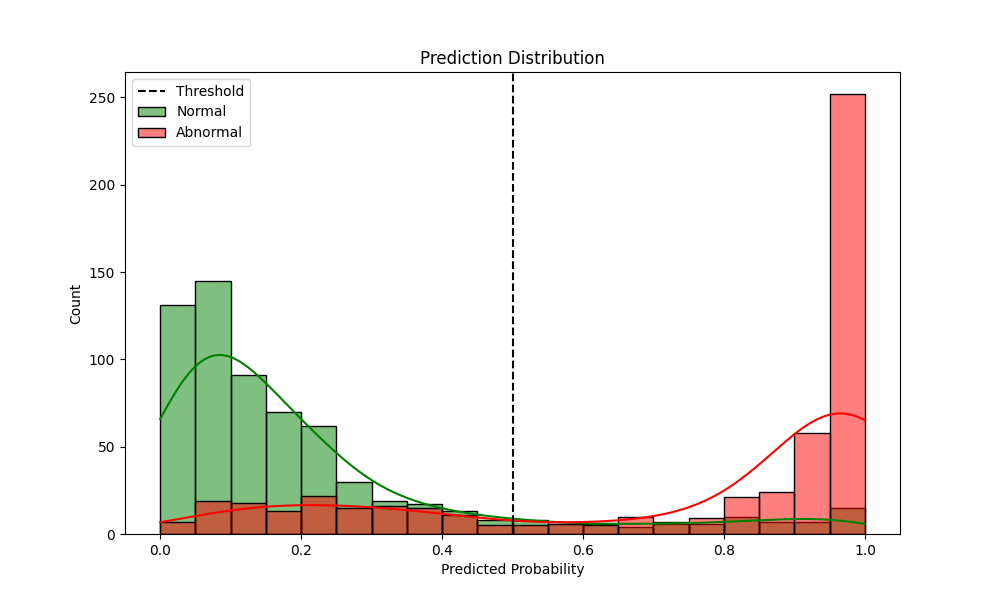 Prediction Distribution
Threshold
Normal
Abnormal
250
200
150
100
50
0
Count
0.0 0.2 0.4 0.6 0.8 1.0
Predicted Probability